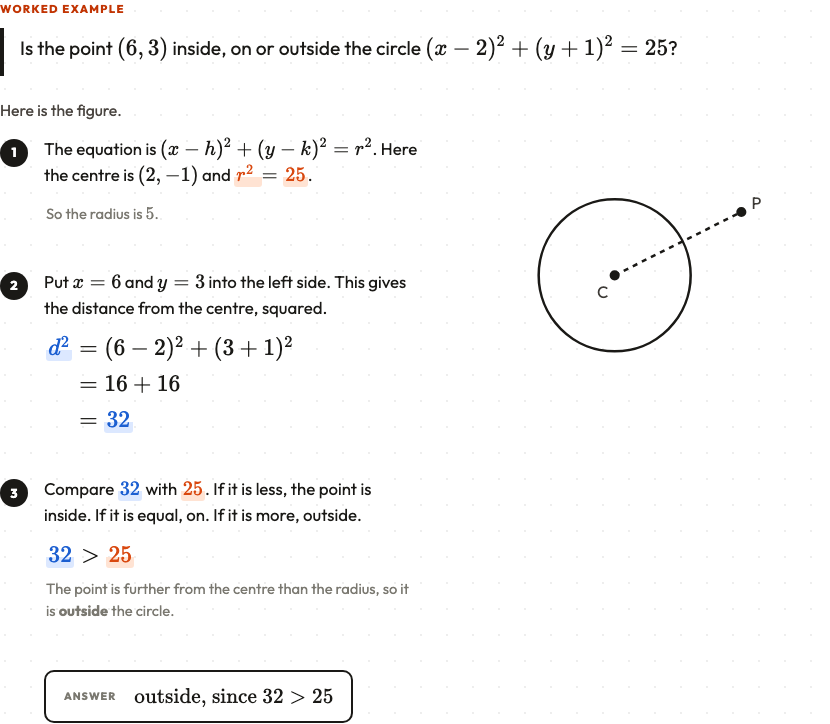 WORKED EXAMPLE
Is the point (6, 3) inside, on or outside the circle (x − 2)² + (y + 1)² = 25?
Here is the figure.
1 The equation is (x − h)² + (y − k)² = r². Here
the centre is (2, −1) and r² = 25.
So the radius is 5.
P
C
2 Put x = 6 and y = 3 into the left side. This gives
the distance from the centre, squared.
d² = (6 − 2)² + (3 + 1)²
= 16 + 16
= 32
3 Compare 32 with 25. If it is less, the point is
inside. If it is equal, on. If it is more, outside.
32 > 25
The point is further from the centre than the radius, so it
is outside the circle.
ANSWER outside, since 32 > 25